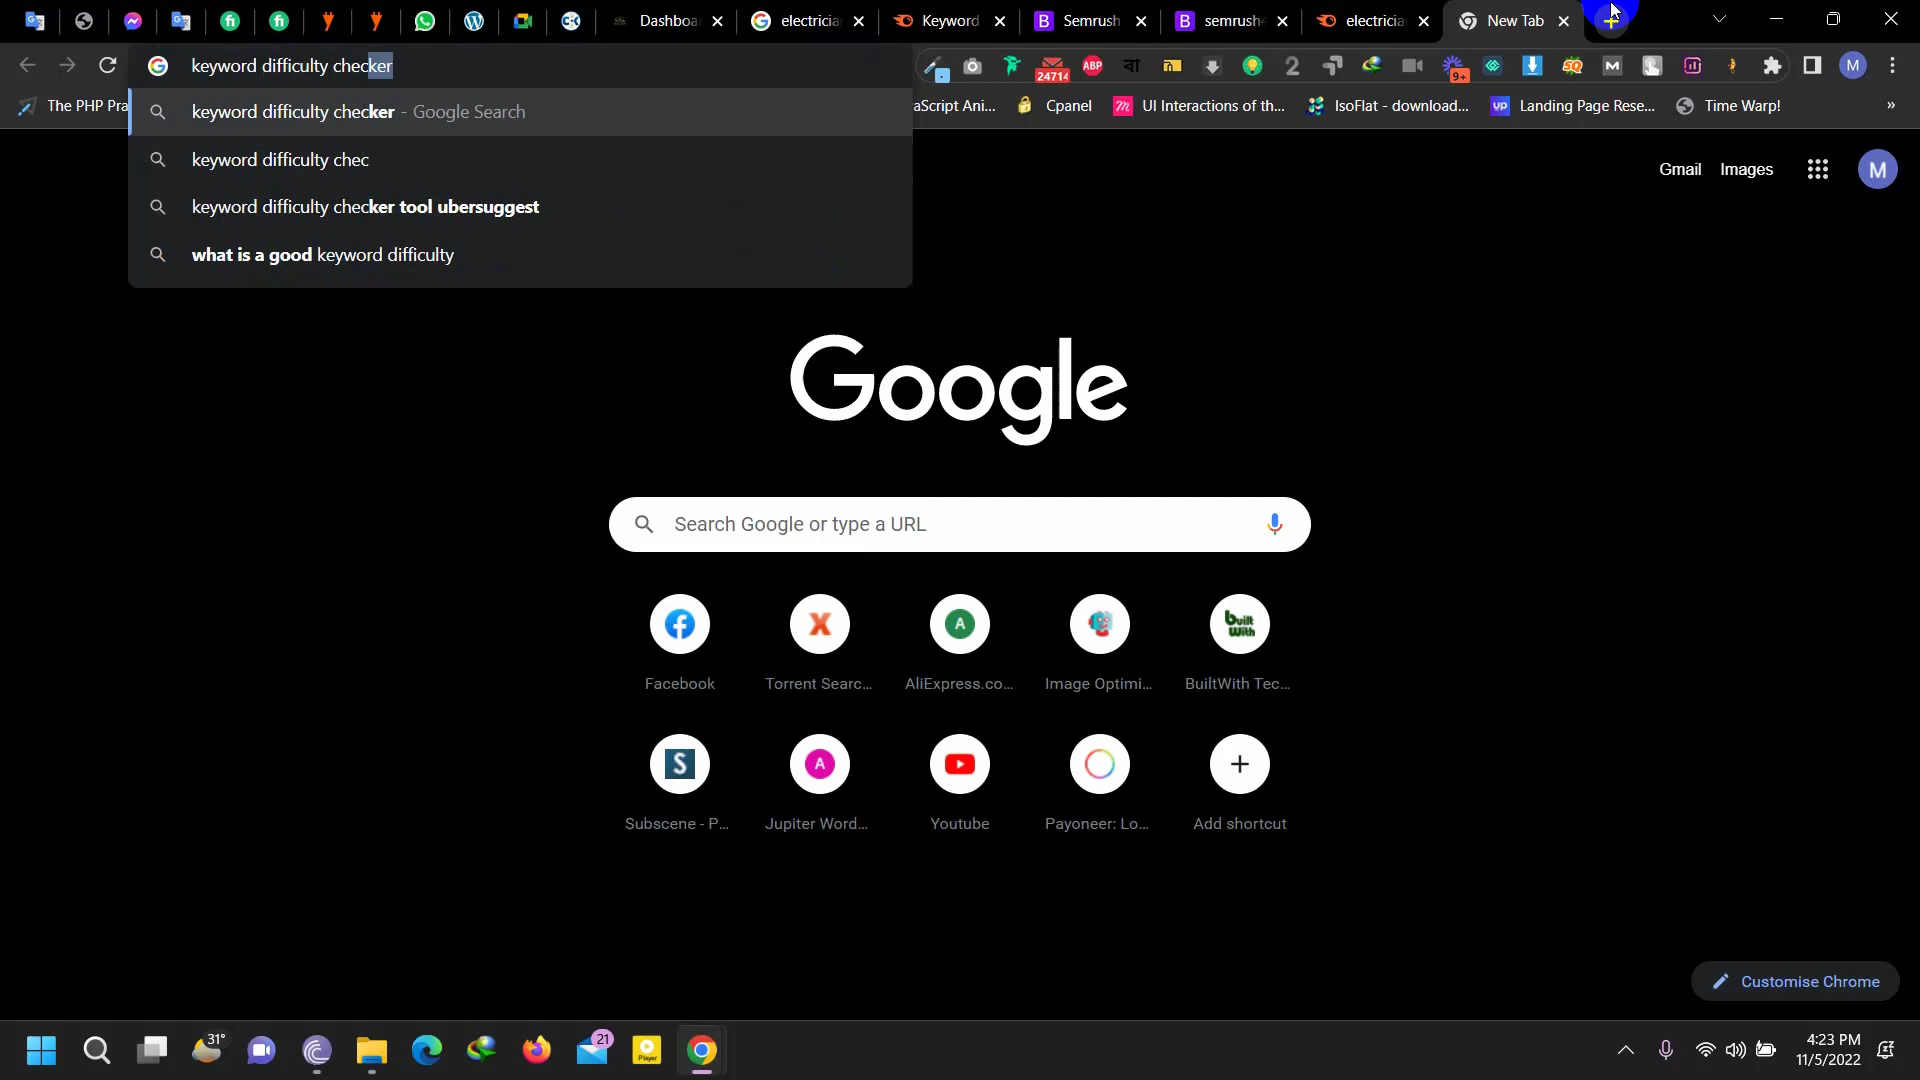 Dashboa
electricia
Keyword
Semrush
semrush
electricia
New Tab
keyword difficulty checker
24714
ABP
বা
2
9+
SQ
M
M
The PHP Pra
aScript Ani...
Cpanel
UI Interactions of th...
IsoFlat - download...
Landing Page Rese...
Time Warp!
»
keyword difficulty checker - Google Search
keyword difficulty chec
keyword difficulty checker tool ubersuggest
what is a good keyword difficulty
Gmail
Images
M
Google
Search Google or type a URL
X
A
built With
Facebook
Torrent Searc...
AliExpress.co...
Image Optimi...
BuiltWith Tec...
S
A
Subscene - P...
Jupiter Word...
Youtube
Payoneer: Lo...
Add shortcut
Customise Chrome
31°
21
Player
4:23 PM
11/5/2022